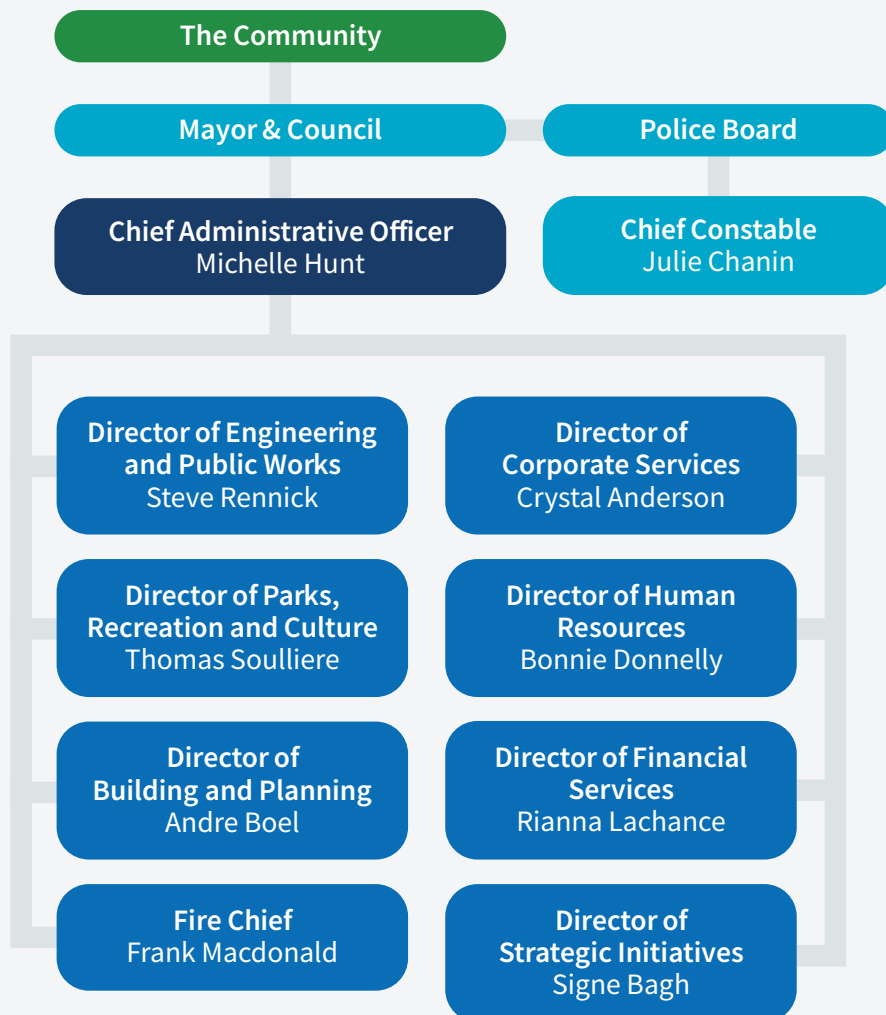 The Community
Mayor & Council
Police Board
Chief Administrative Officer
Michelle Hunt
Chief Constable
Julie Chanin
Director of Engineering
and Public Works
Steve Rennick
Director of
Corporate Services
Crystal Anderson
Director of Parks,
Recreation and Culture
Thomas Soulliere
Director of Human
Resources
Bonnie Donnelly
Director of
Building and Planning
Andre Boel
Director of Financial
Services
Rianna Lachance
Fire Chief
Frank Macdonald
Director of
Strategic Initiatives
Signe Bagh